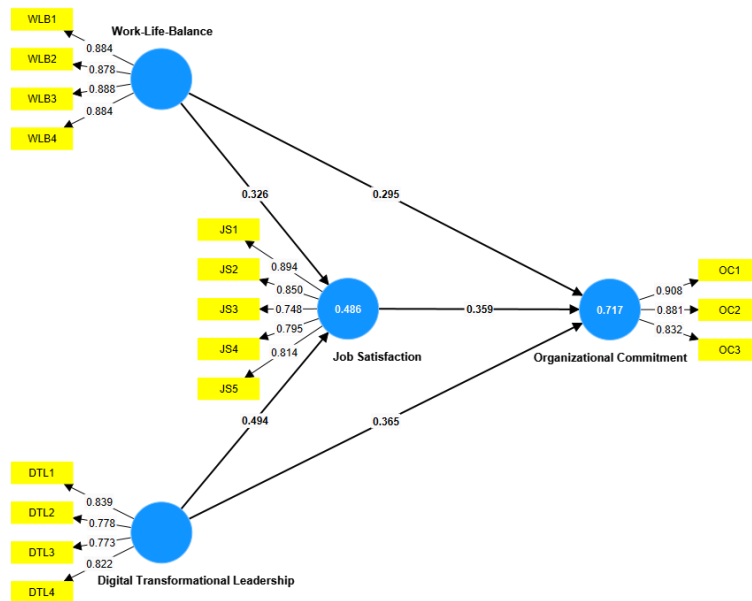 Work-Life-Balance
WLB1
WLB2
WLB3
WLB4
0.884
0.878
0.888
0.884
0.326
0.295
JS1
JS2
JS3
JS4
JS5
0.894
0.850
0.748
0.795
0.814
0.486
Job Satisfaction
0.359
0.717
Organizational Commitment
0.908
0.881
0.832
OC1
OC2
OC3
0.494
0.365
DTL1
DTL2
DTL3
DTL4
0.839
0.778
0.773
0.822
Digital Transformational Leadership